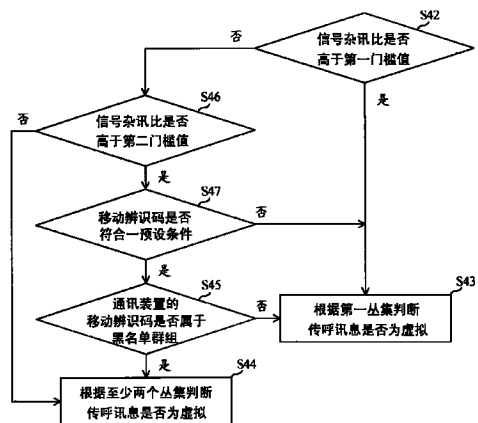 S42
信号杂讯比是否
高于第一门槛值
否
是
S46
信号杂讯比是否
高于第二门槛值
否
是
S47
移动辨识码是否
符合一预设条件
否
是
S45
通讯装置的
移动辨识码是否属于
黑名单群组
否
是
S43
根据第一丛集判断
传呼讯息是否为虚拟
S44
根据至少两个丛集判断
传呼讯息是否为虚拟